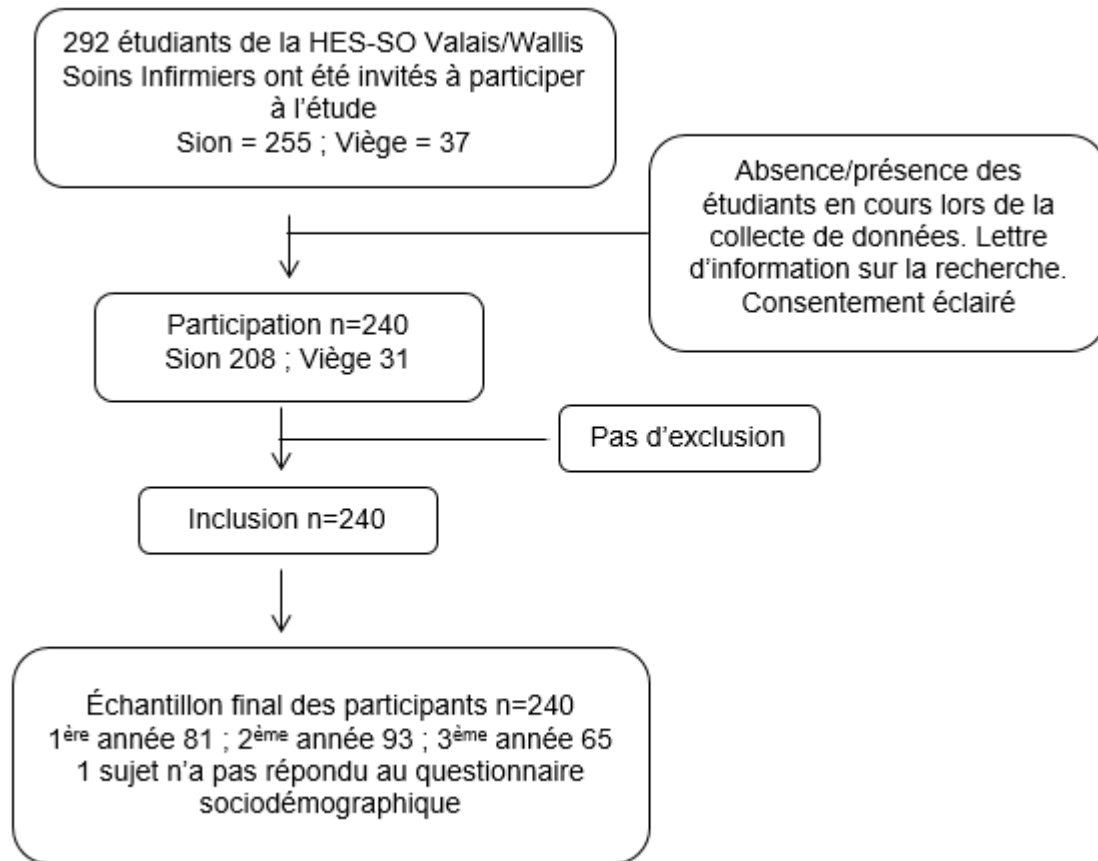 292 étudiants de la HES-SO Valais/Wallis
Soins Infirmiers ont été invités à participer
à l’étude
Sion = 255 ; Viège = 37
Absence/présence des
étudiants en cours lors de la
collecte de données. Lettre
d’information sur la recherche.
Consentement éclairé
Participation n=240
Sion 208 ; Viège 31
Pas d’exclusion
Inclusion n=240
Échantillon final des participants n=240
1ère année 81 ; 2ème année 93 ; 3ème année 65
1 sujet n’a pas répondu au questionnaire
sociodémographique